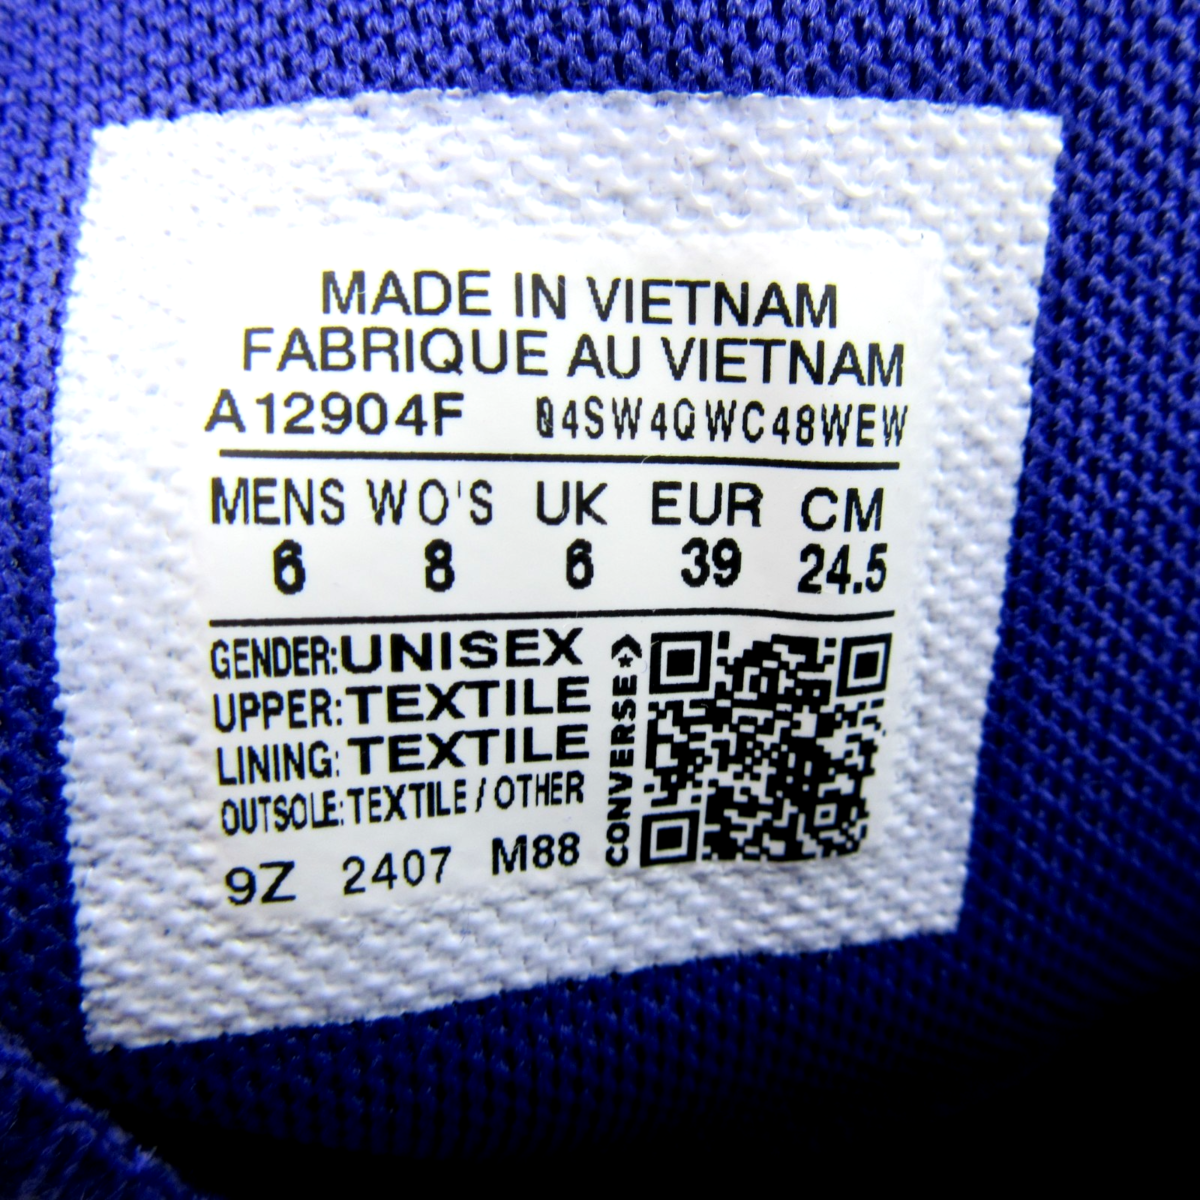 MADE IN VIETNAM
FABRIQUE AU VIETNAM
A12904F 04SW4QWC48WEW
MENS WO'S UK EUR CM
6 8 6 39 24.5
GENDER:UNISEX
UPPER:TEXTILE
LINING:TEXTILE
OUTSOLE:TEXTILE / OTHER
9Z 2407 M88
CONVERSE